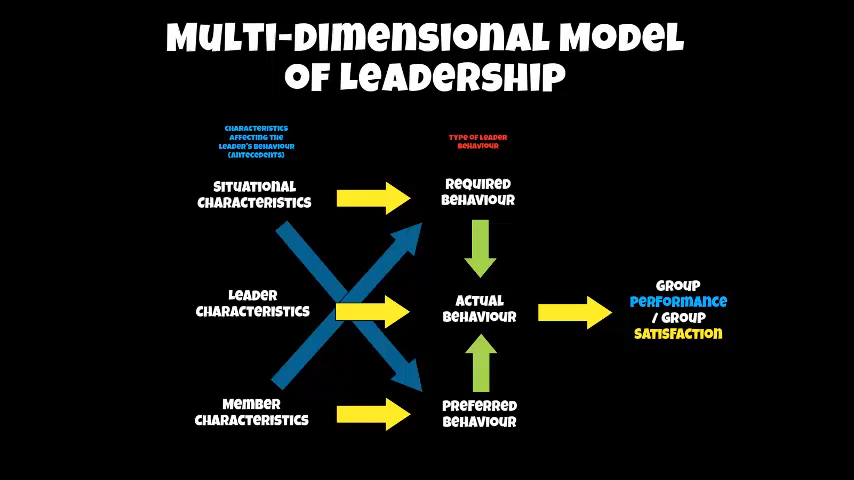 Multi-Dimensional Model
of Leadership
Characteristics
affecting the
leader's behaviour
(antecedents)
Type of leader
behaviour
Situational
Characteristics
Required
Behaviour
Leader
Characteristics
Actual
Behaviour
Group
Performance
/ Group
Satisfaction
Member
Characteristics
Preferred
Behaviour